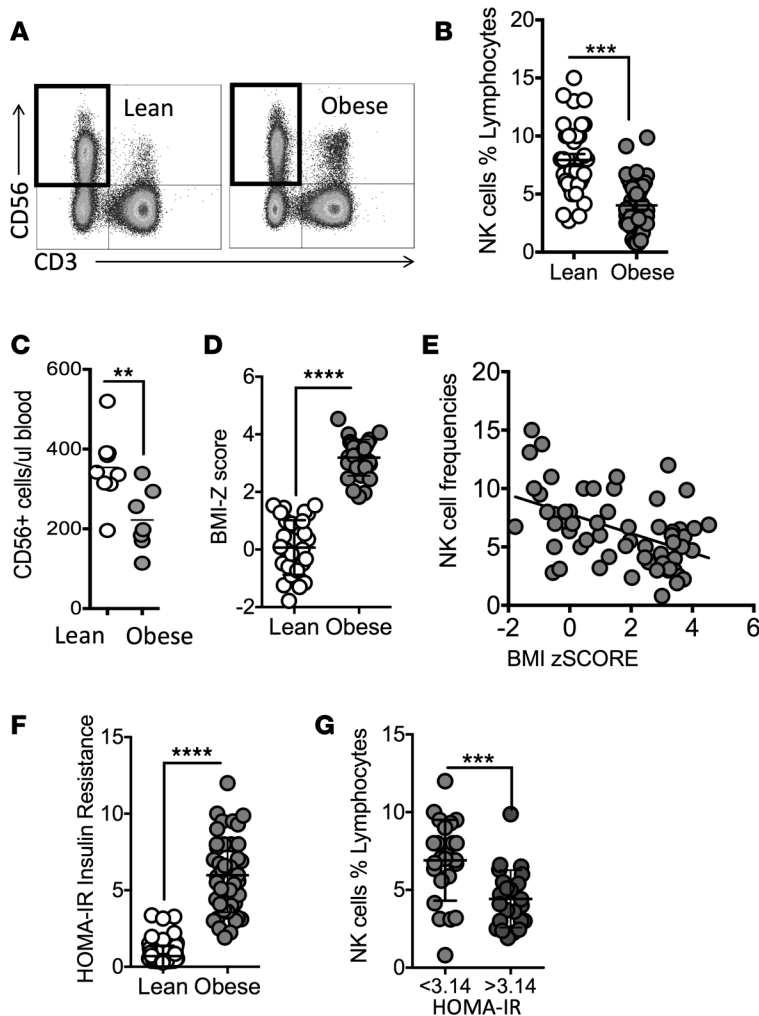 A
Lean
Obese
CD56
CD3
B
NK cells % Lymphocytes
20
15
10
5
0
***
Lean Obese
C
CD56+ cells/ul blood
600
400
200
0
**
Lean Obese
D
BMI-Z score
6
4
2
0
-2
****
Lean Obese
E
NK cell frequencies
20
15
10
5
0
-2 0 2 4 6
BMI zSCORE
F
HOMA-IR Insulin Resistance
15
10
5
0
****
Lean Obese
G
NK cells % Lymphocytes
15
10
5
0
***
<3.14 >3.14
HOMA-IR